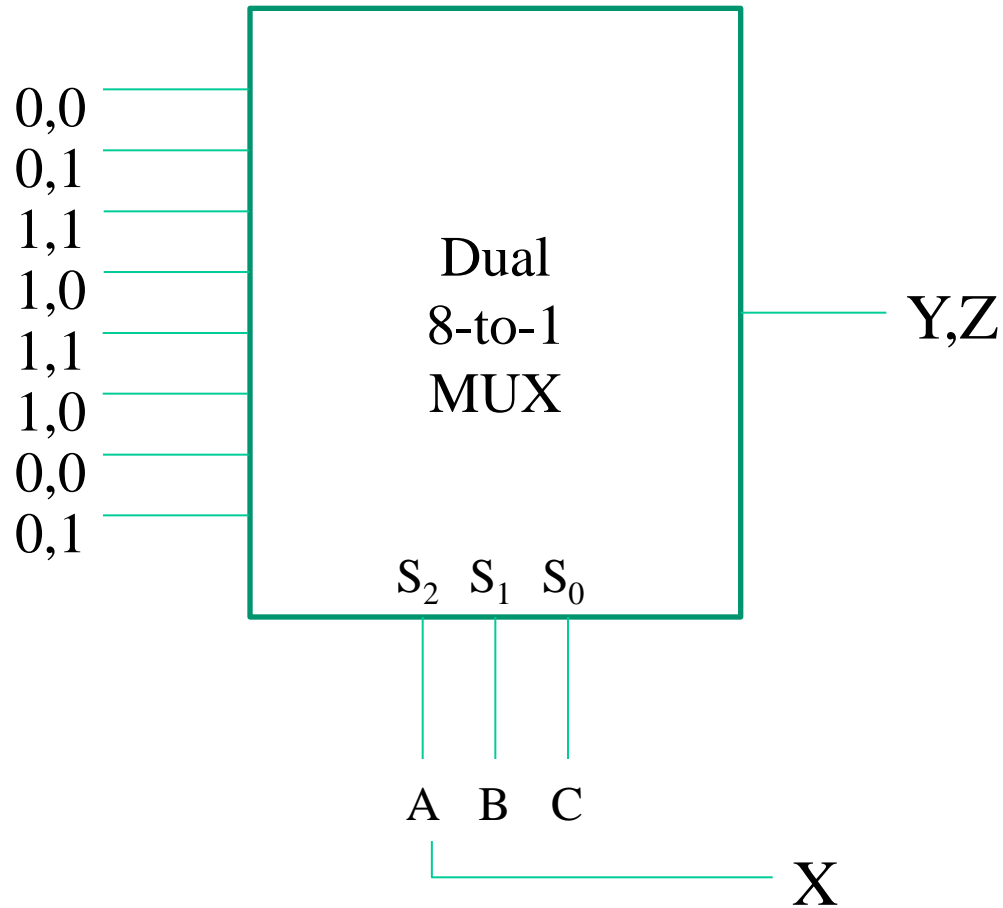 0,0
0,1
1,1
1,0
1,1
1,0
0,0
0,1
Dual
8-to-1
MUX
Y,Z
S₂ S₁ S₀
A B C
X